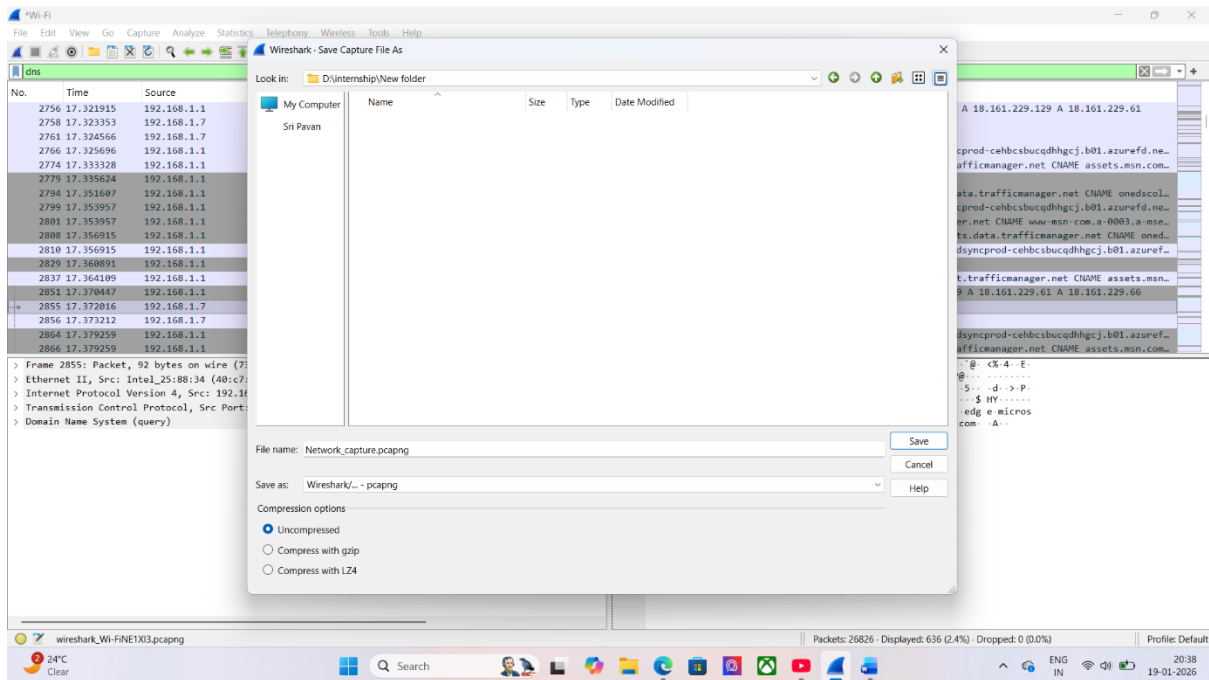 *Wi-Fi
File Edit View Go Capture Analyze Statistics Telephony Wireless Tools Help
dns
No. Time Source
2756 17.321915 192.168.1.1
2758 17.323353 192.168.1.7
2761 17.324566 192.168.1.7
2766 17.325696 192.168.1.1
2774 17.333328 192.168.1.1
2779 17.335624 192.168.1.1
2794 17.351607 192.168.1.1
2799 17.353957 192.168.1.1
2801 17.353957 192.168.1.1
2808 17.356915 192.168.1.1
2810 17.356915 192.168.1.1
2829 17.360891 192.168.1.1
2837 17.364109 192.168.1.1
2851 17.370447 192.168.1.1
2855 17.372016 192.168.1.7
2856 17.373212 192.168.1.7
2864 17.379259 192.168.1.1
2866 17.379259 192.168.1.1
Frame 2855: Packet, 92 bytes on wire (73
Ethernet II, Src: Intel_25:88:34 (40:c7:
Internet Protocol Version 4, Src: 192.16
Transmission Control Protocol, Src Port:
Domain Name System (query)
Wireshark · Save Capture File As
Look in: D:\internship\New folder
My Computer
Sri Pavan
Name Size Type Date Modified
File name: Network_capture.pcapng
Save as: Wireshark/... - pcapng
Save
Cancel
Help
Compression options
Uncompressed
Compress with gzip
Compress with LZ4
A 18.161.229.129 A 18.161.229.61
cprod-cehbcsbucqdhhgcj.b01.azurefd.ne…
afficmanager.net CNAME assets.msn.com…
ata.trafficmanager.net CNAME onedscol…
cprod-cehbcsbucqdhhgcj.b01.azurefd.ne…
er.net CNAME www-msn-com.a-0003.a-mse…
ts.data.trafficmanager.net CNAME oned…
dsyncprod-cehbcsbucqdhhgcj.b01.azuref…
t.trafficmanager.net CNAME assets.msn…
9 A 18.161.229.61 A 18.161.229.66
dsyncprod-cehbcsbucqdhhgcj.b01.azuref…
afficmanager.net CNAME assets.msn.com…
·`@· <%·4··E·
·5·· ·d··>·P·
···$ HY······
·edg e·micros
com· ·A··
wireshark_Wi-FiNE1XI3.pcapng
Packets: 26826 · Displayed: 636 (2.4%) · Dropped: 0 (0.0%)
Profile: Default
2
24°C
Clear
Search
ENG
IN
20:38
19-01-2026